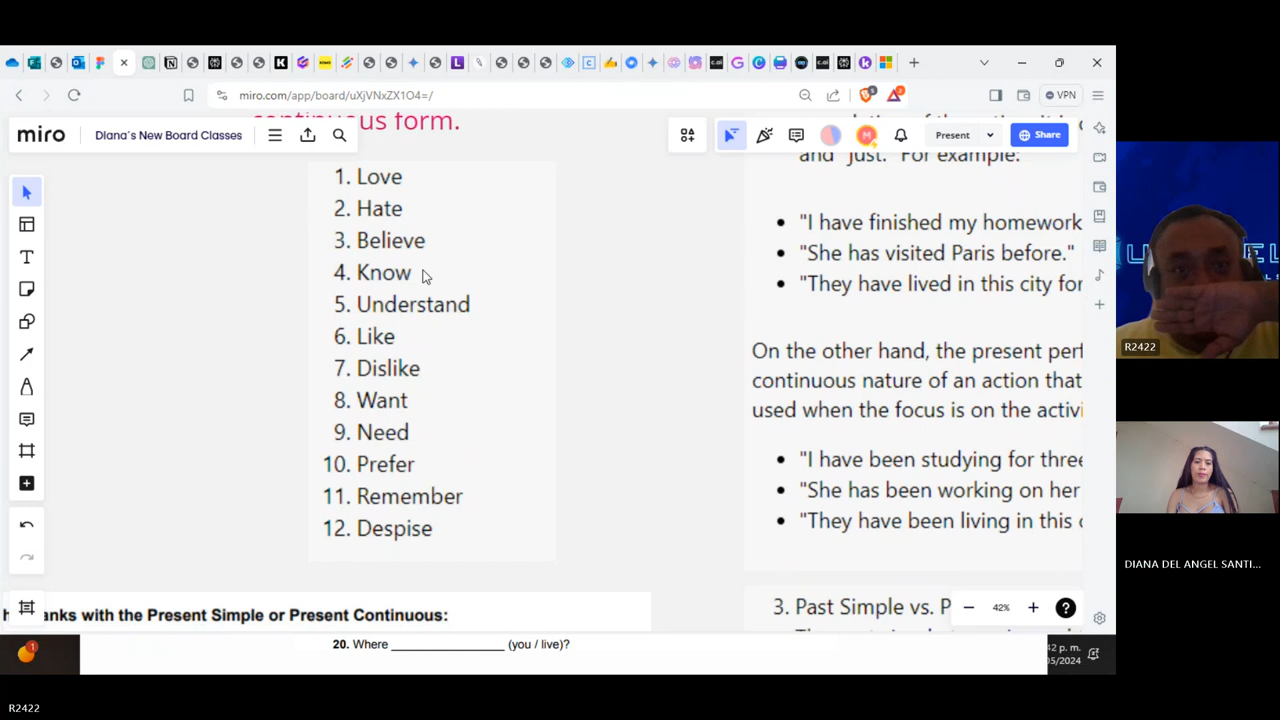 miro.com/app/board/uXjVNxZX1O4=/
VPN
continuous form.
miro
DIana's New Board Classes
M
Present
Share
1. Love
2. Hate
3. Believe
4. Know
5. Understand
6. Like
7. Dislike
8. Want
9. Need
10. Prefer
11. Remember
12. Despise
and "just." For example:
"I have finished my homework
"She has visited Paris before."
"They have lived in this city for
On the other hand, the present perf
continuous nature of an action that
used when the focus is on the activi
"I have been studying for three
"She has been working on her
"They have been living in this c
3. Past Simple vs. P
42%
anks with the Present Simple or Present Continuous:
20. Where _________________ (you / live)?
42 p. m.
05/2024
R2422
DIANA DEL ANGEL SANTI...
R2422